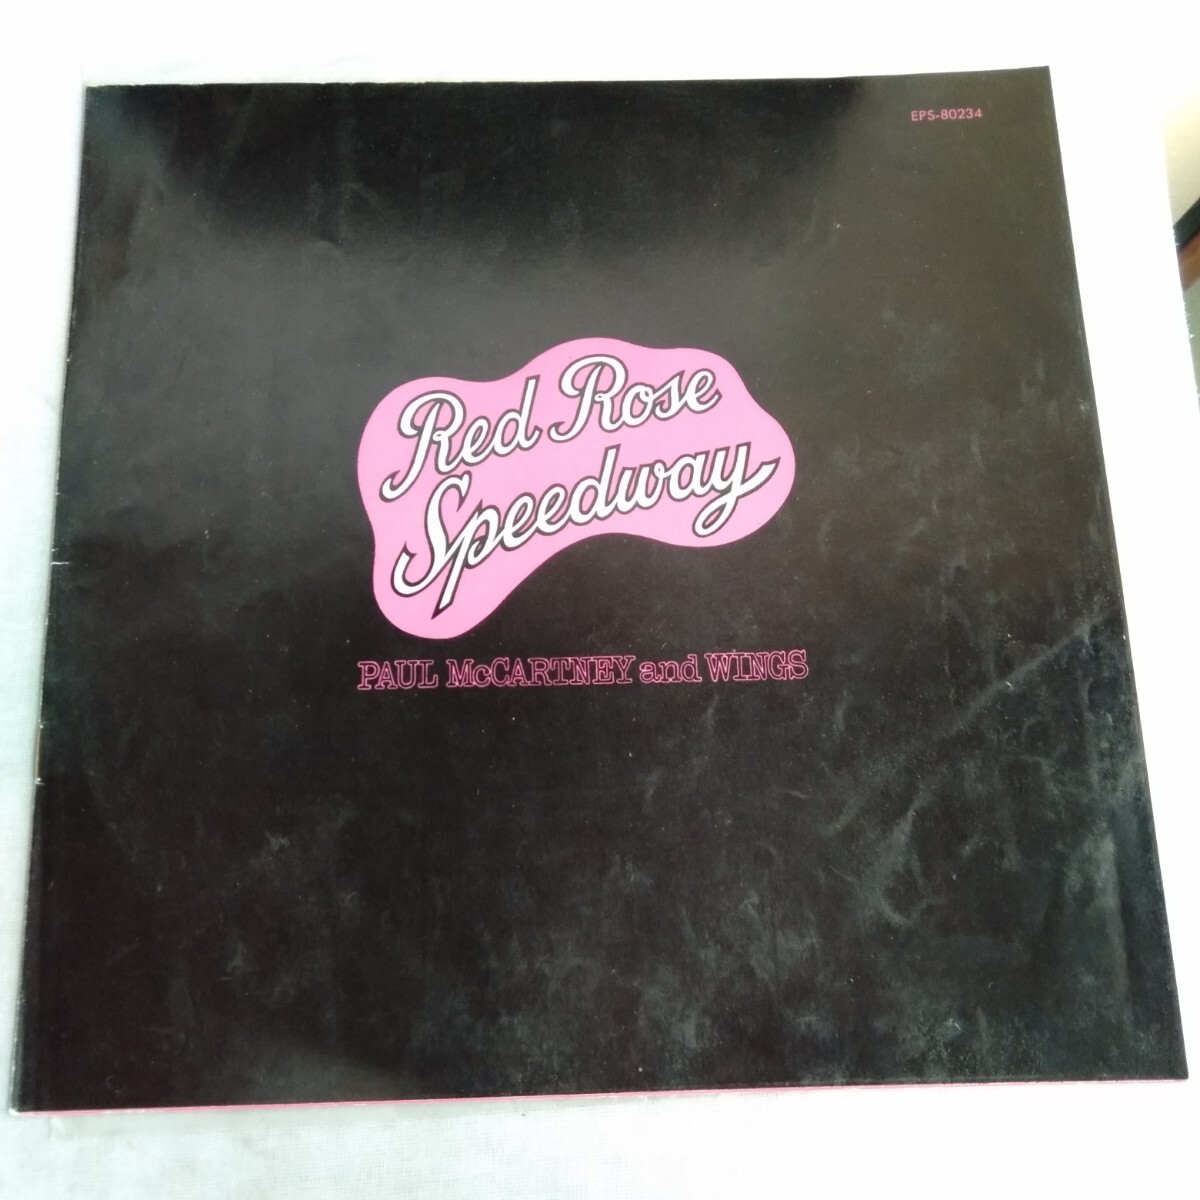 EPS-80234
Red Rose
Speedway
PAUL McCARTNEY and WINGS